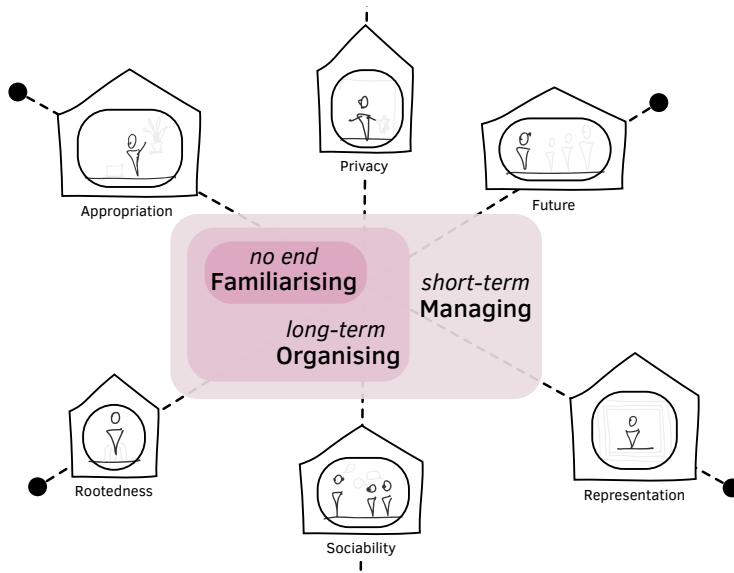 Privacy
Appropriation
Future
no end
Familiarising
short-term
Managing
long-term
Organising
Rootedness
Representation
Sociability